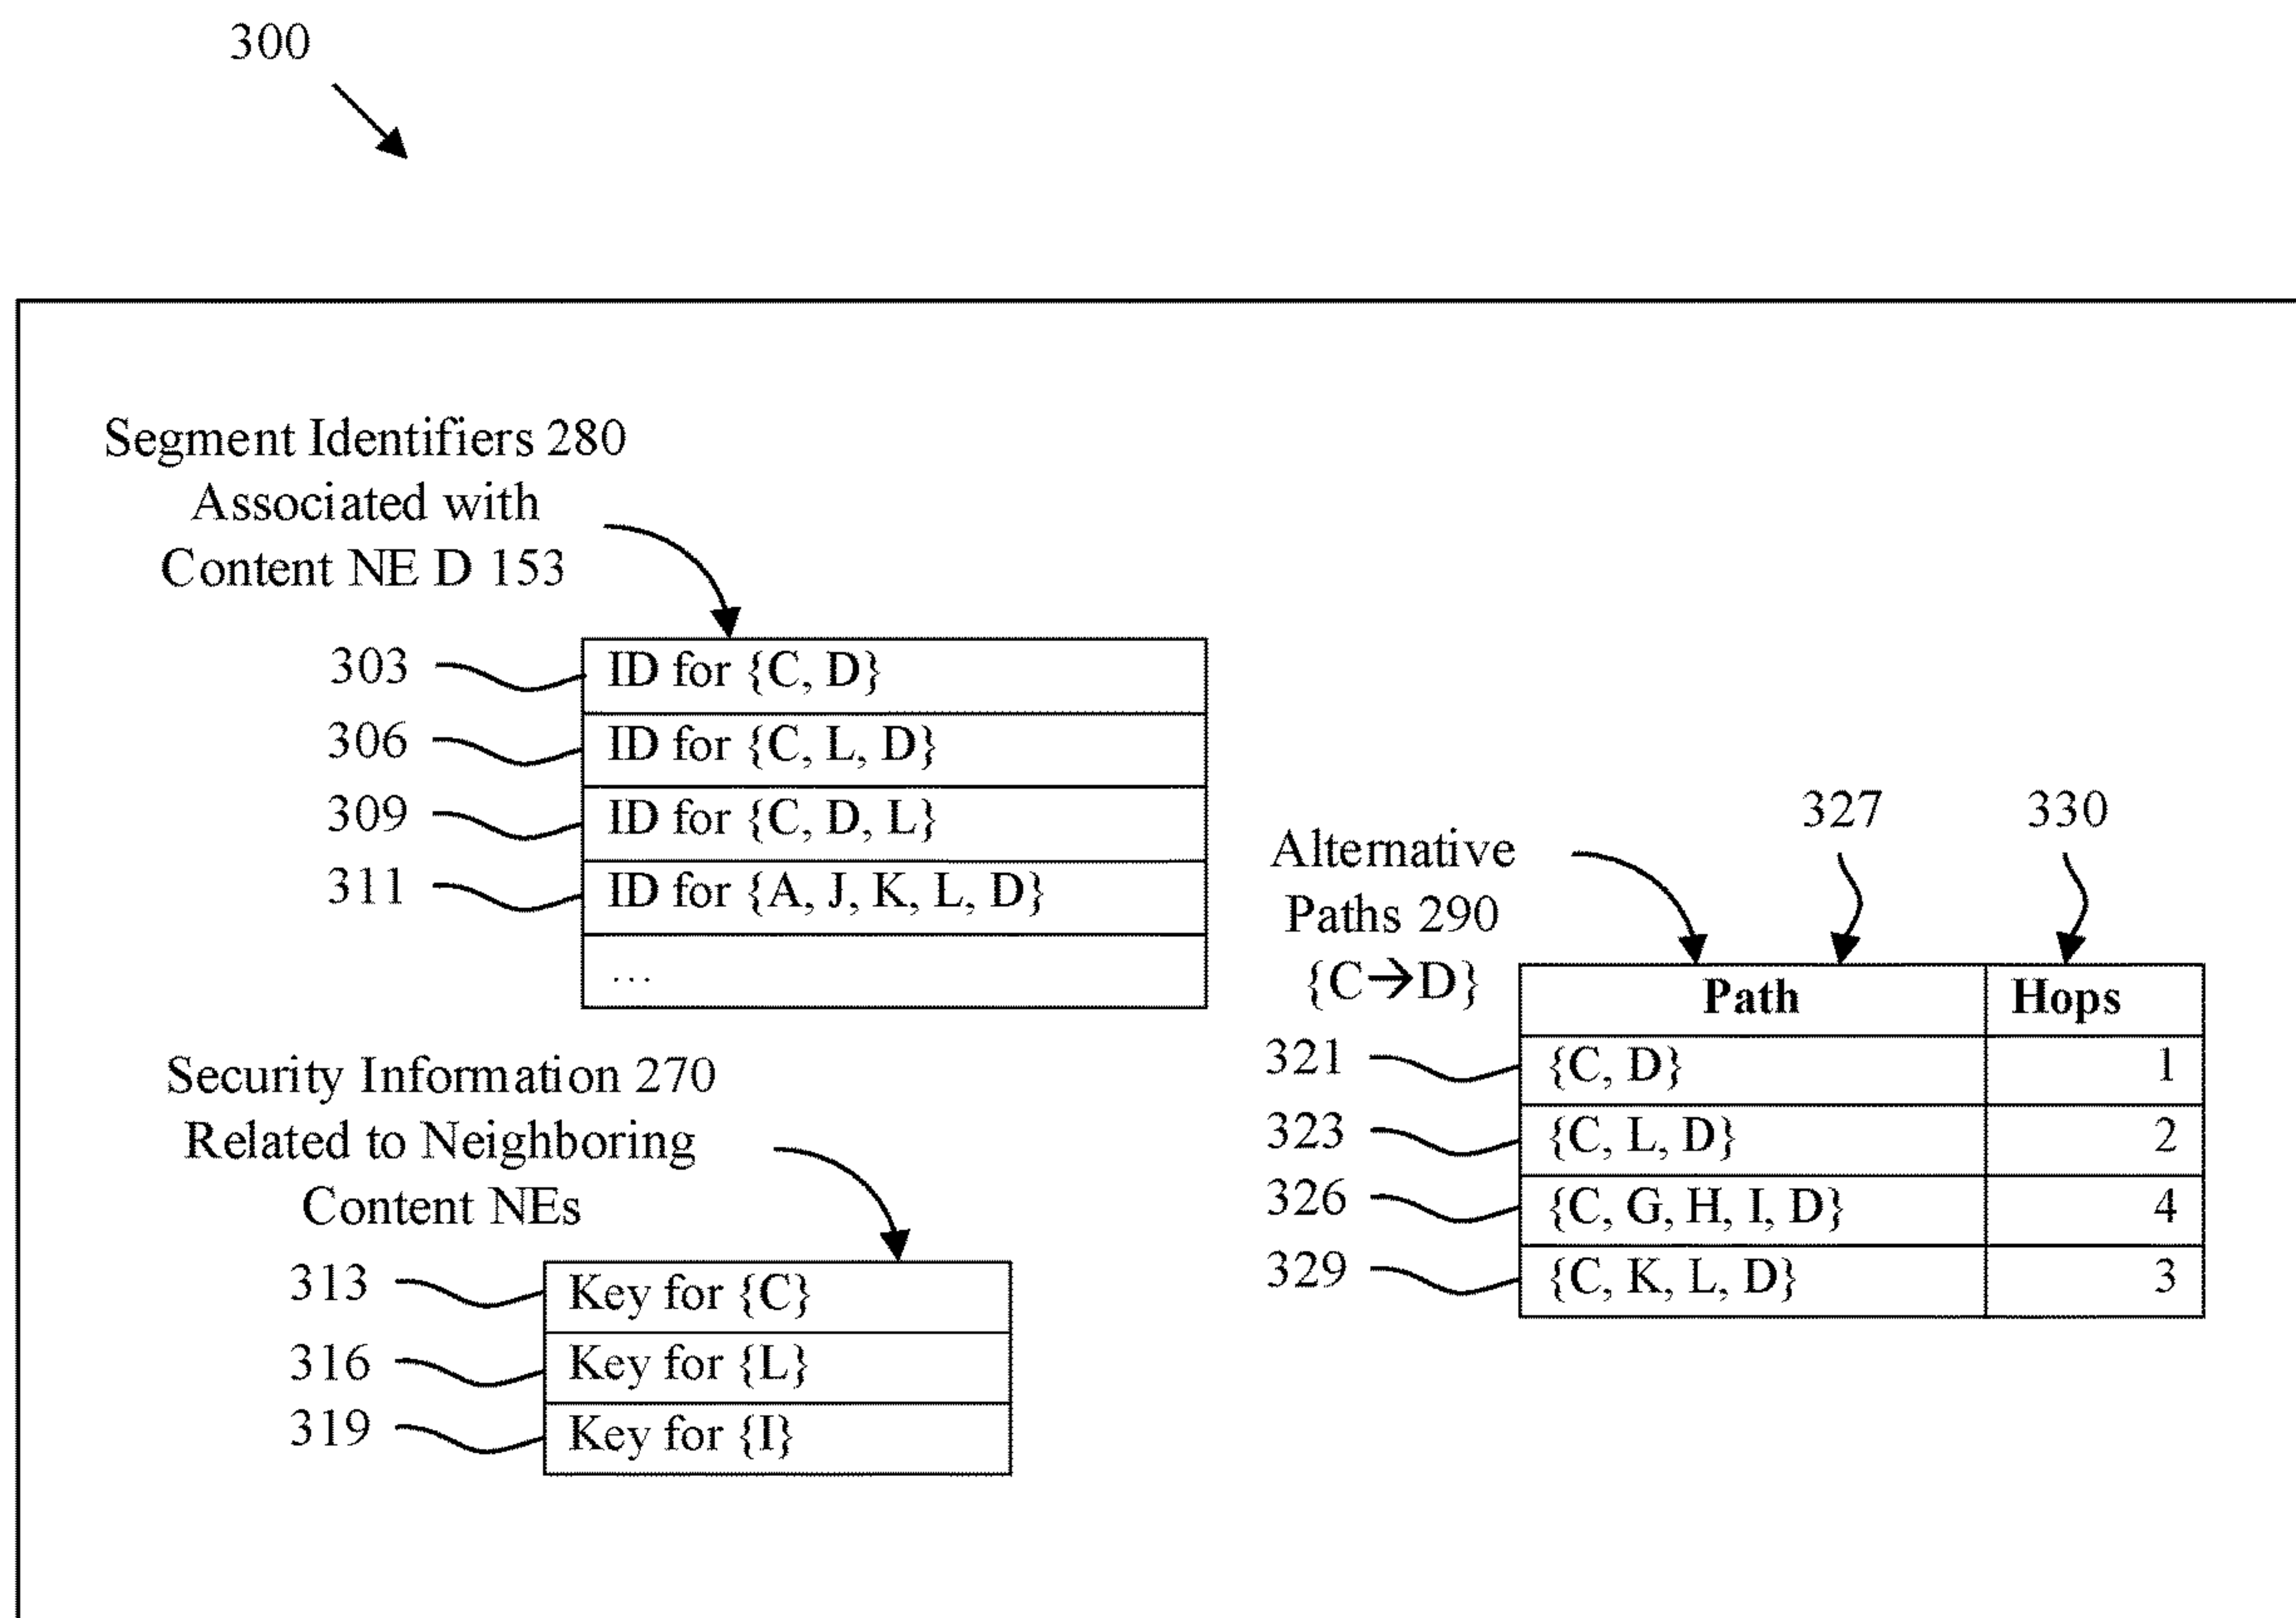 300
Segment Identifiers 280
Associated with
Content NE D 153
303
ID for {C, D}
306
ID for {C, L, D}
309
ID for {C, D, L}
311
ID for {A, J, K, L, D}
...
Security Information 270
Related to Neighboring
Content NEs
313
Key for {C}
316
Key for {L}
319
Key for {I}
Alternative
Paths 290
{C→D}
327
330
Path Hops
321
{C, D} 1
323
{C, L, D} 2
326
{C, G, H, I, D} 4
329
{C, K, L, D} 3